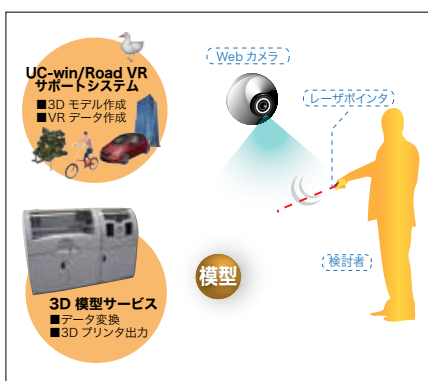 UC-win/Road VR
サポートシステム
■3D モデル作成
■VR データ作成
Web カメラ
レーザポインタ
検討者
模型
3D 模型サービス
■データ変換
■3D プリンタ出力